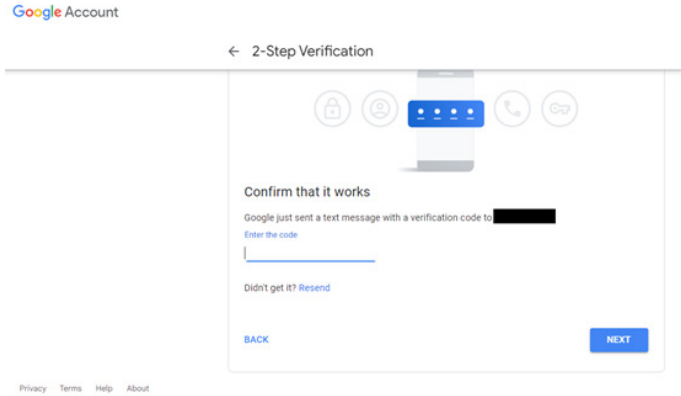 Google Account
← 2-Step Verification
Confirm that it works
Google just sent a text message with a verification code to
Enter the code
Didn't get it? Resend
BACK
NEXT
Privacy Terms Help About